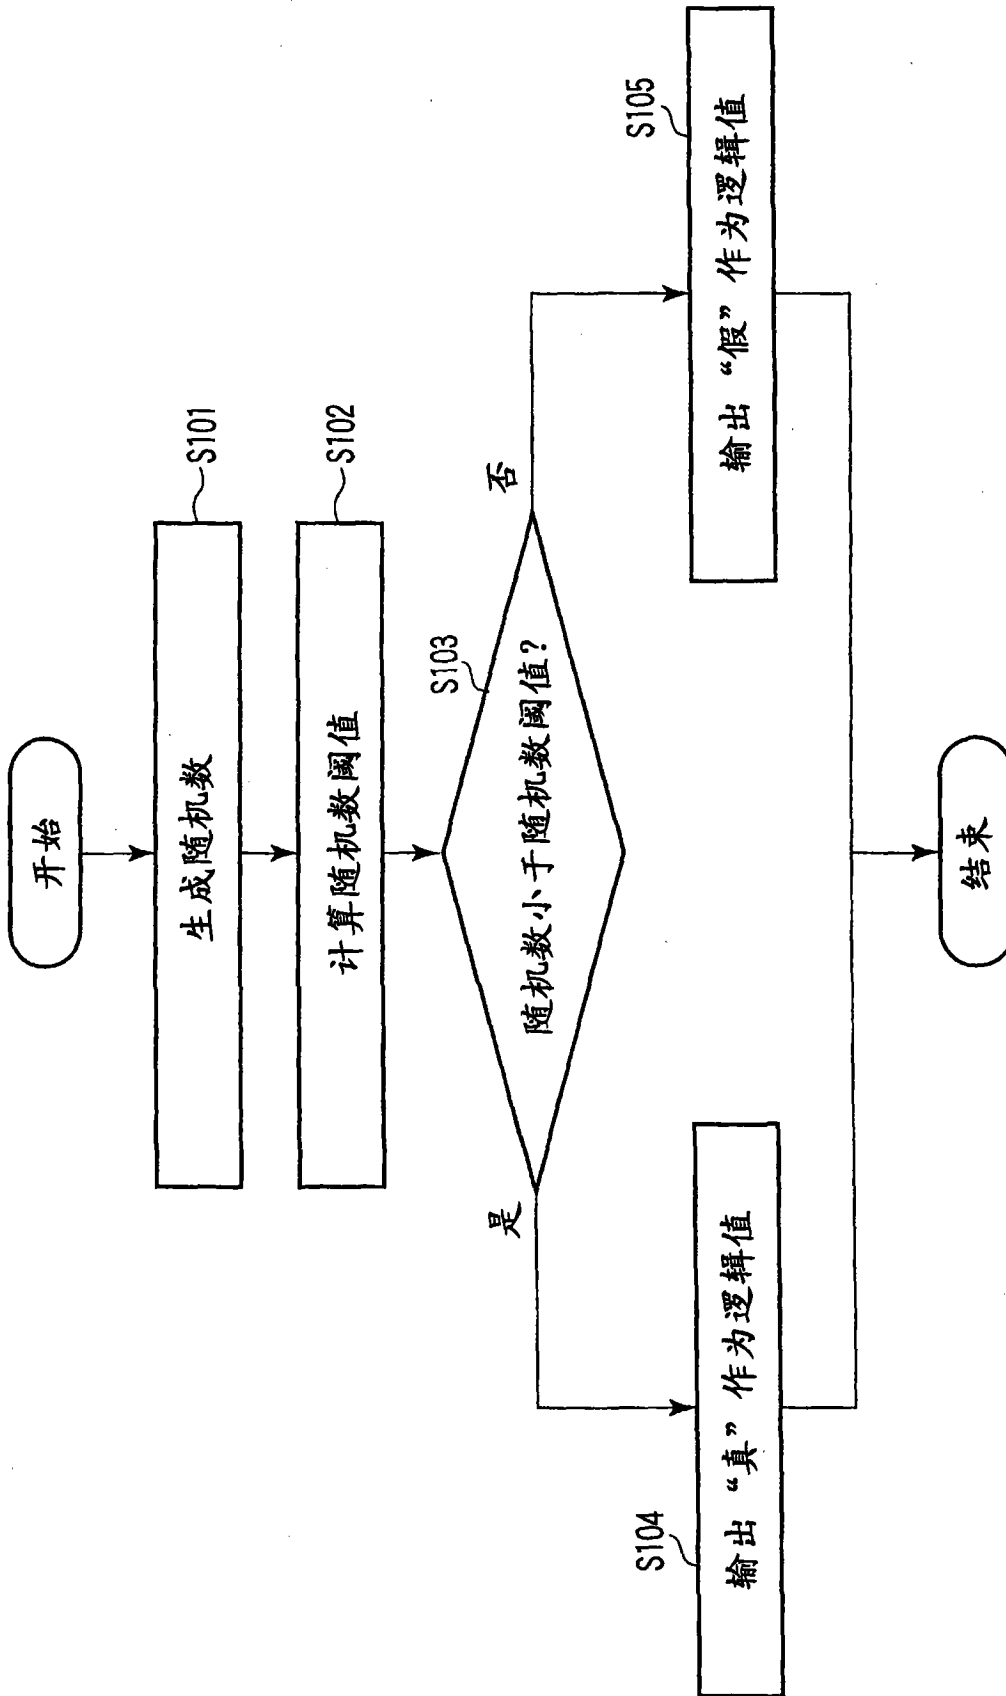 开始
生成随机数
S101
计算随机数阈值
S102
随机数小于随机数阈值?
S103
是
否
输出“真”作为逻辑值
S104
输出“假”作为逻辑值
S105
结束